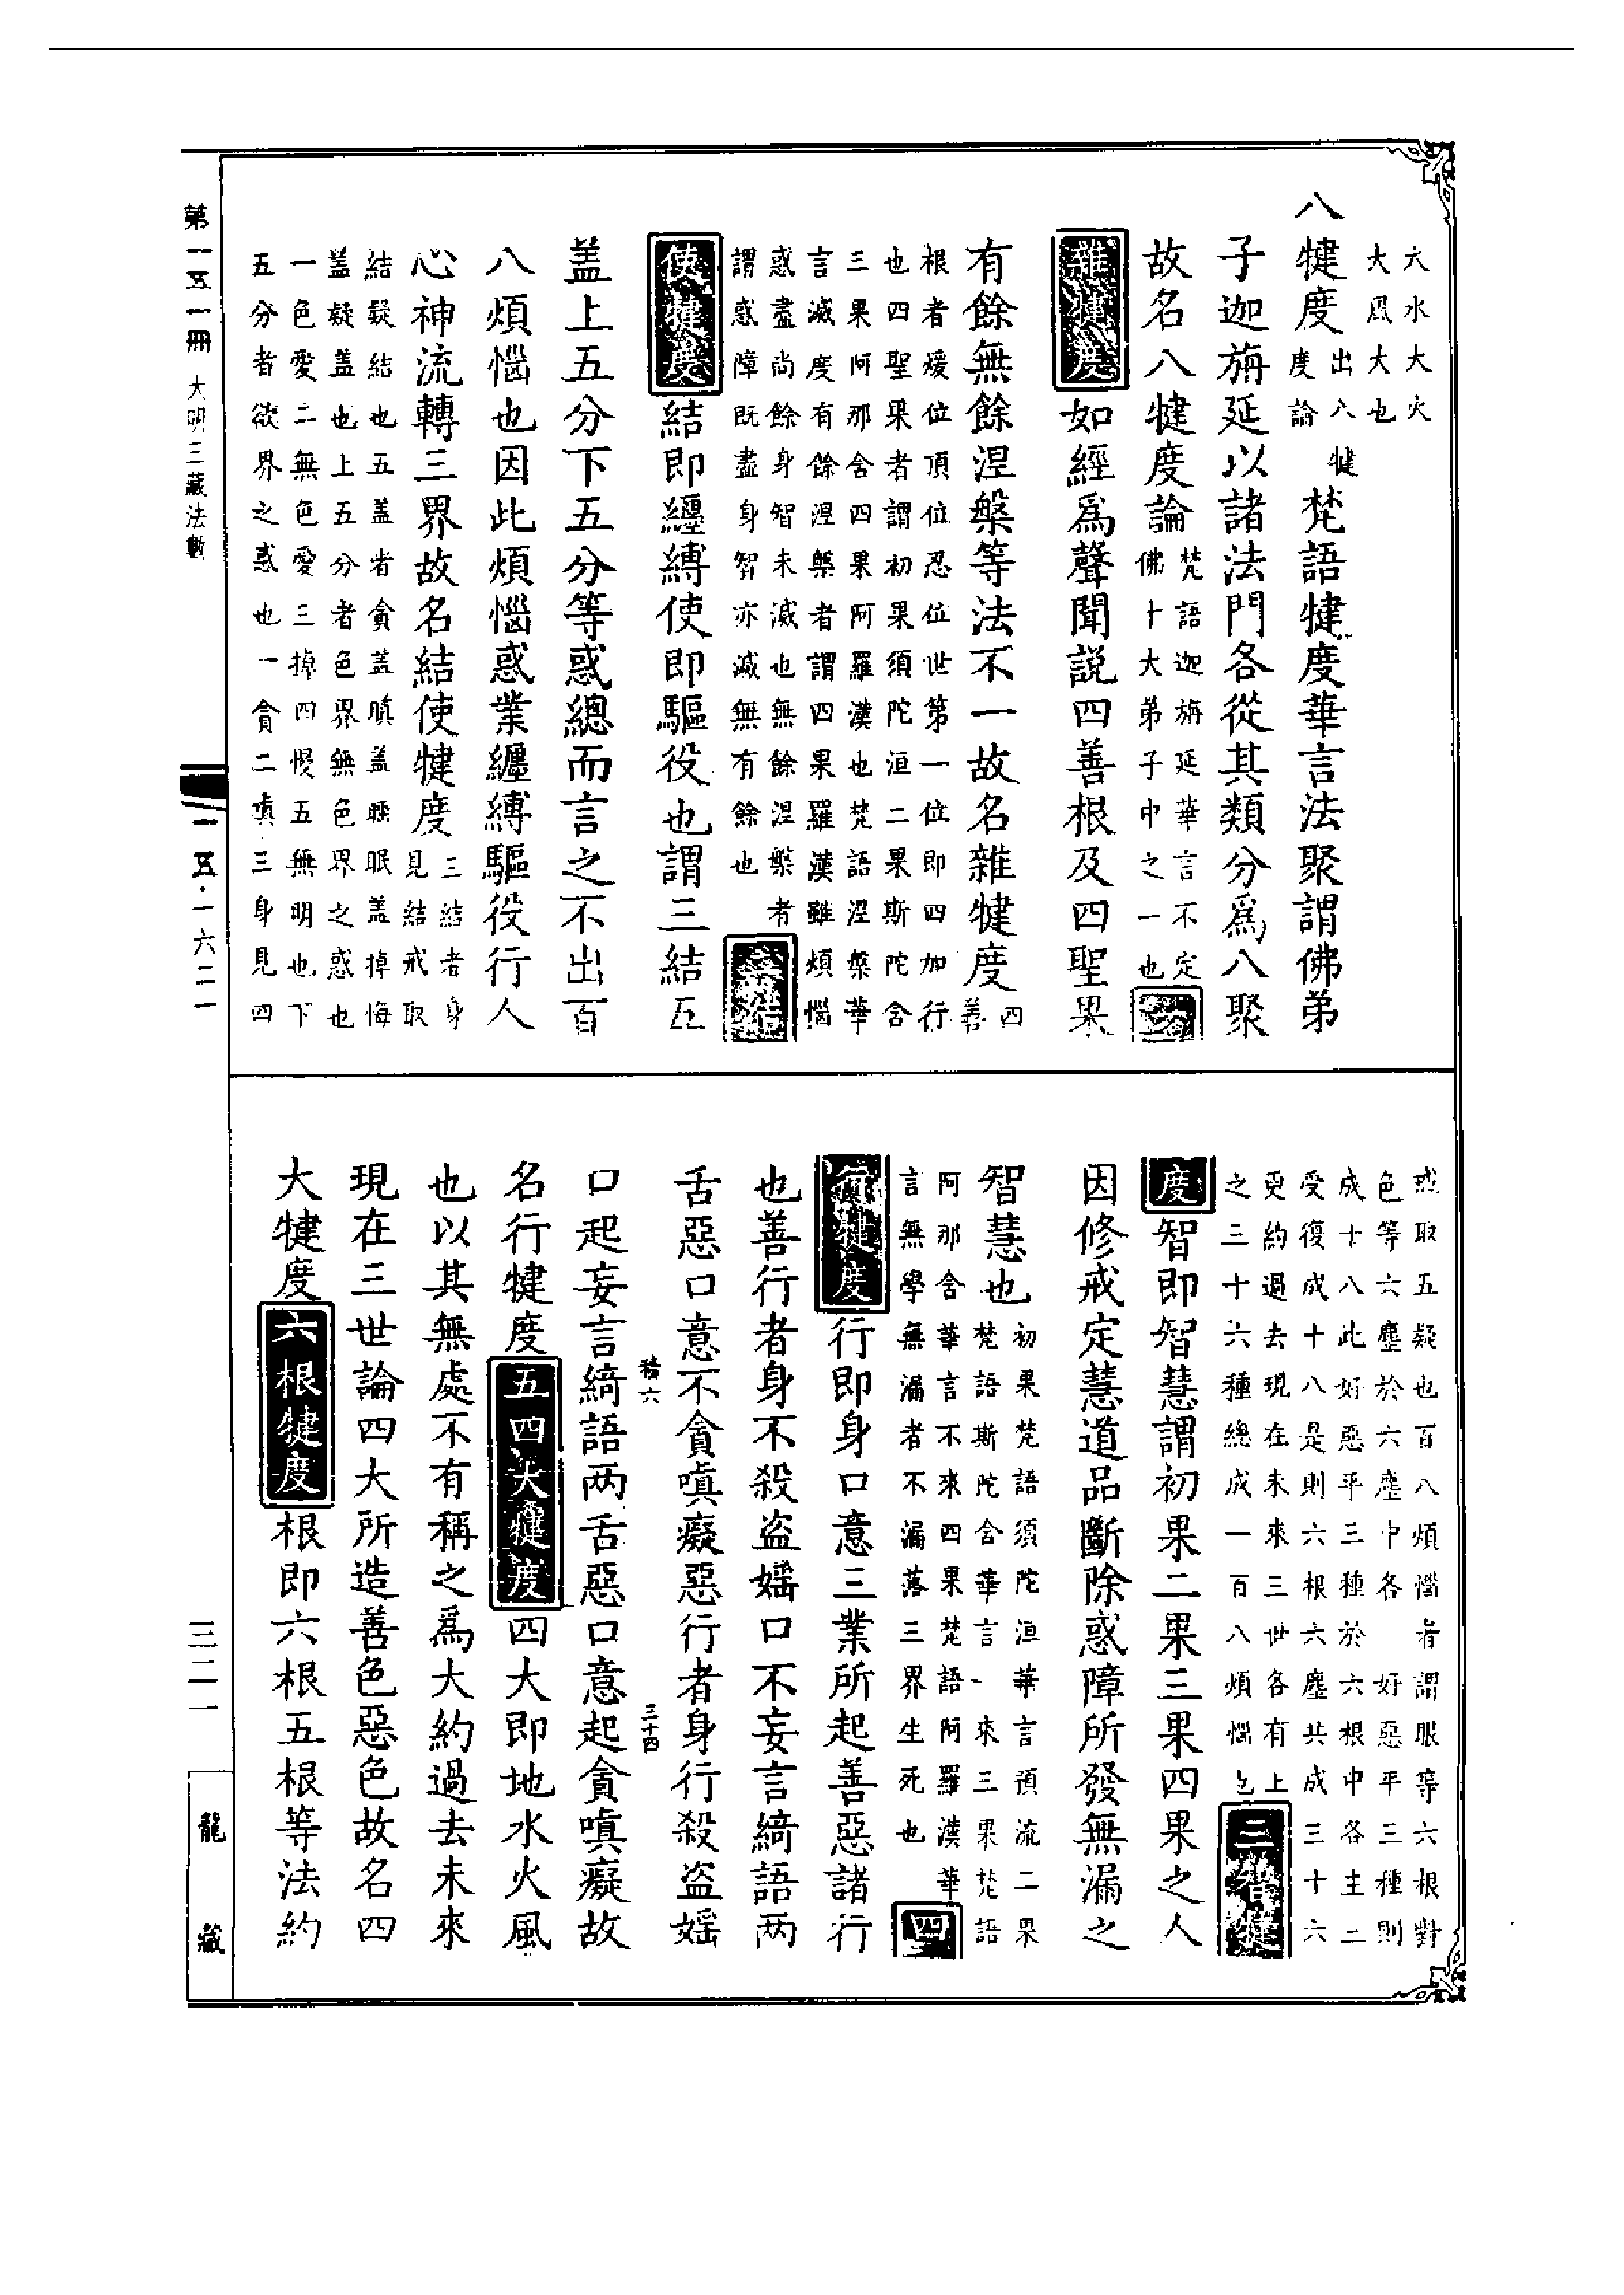 大水大火
大風大也
八犍度出八犍
度論
梵語犍度華言法聚謂佛弟
子迦旃延以諸法門各從其類分爲八聚
故名八犍度論
梵語迦旃延華言不定
佛十大弟子中之一也
一
雜犍度如經爲聲聞説四善根及四聖果
有餘無餘涅槃等法不一故名雜犍度
四善
根者煖位頂位忍位世第一位即四加行
也四聖果者謂初果須陀洹二果斯陀含
三果阿那含四果阿羅漢也梵語涅槃華
言滅度有餘涅槃者謂四果羅漢雖煩惱
惑盡尚餘身智未滅也無餘涅槃者
謂惑障既盡身智亦滅無有餘也
二結
使犍度結即纏縛使即驅役也謂三結五
盖上五分下五分等惑總而言之不出百
八煩惱也因此煩惱惑業纏縛驅役行人
心神流轉三界故名結使犍度
三結者身
見結戒取
結疑結也五盖者貪盖瞋盖睡眠盖掉悔
盖疑盖也上五分者色界無色界之惑也
一色愛二無色愛三掉四慢五無明也下
五分者欲界之惑也一貪二瞋三身見四
戒取五疑也百八煩惱者謂眼等六根對
色等六塵於六塵中各好惡平三種則
成十八此好惡平三種於六根中各主二
受復成十八是則六根六塵共成三十六
更約過去現在未來三世各有上
之三十六種總成一百八煩惱也
三智犍
度智即智慧謂初果二果三果四果之人
因修戒定慧道品斷除惑障所發無漏之
智慧也
初果梵語須陀洹華言預流二果
梵語斯陀含華言一來三果梵語
阿那含華言不來四果梵語阿羅漢華
言無學無漏者不漏落三界生死也
四
行犍度行即身口意三業所起善惡諸行
也善行者身不殺盜婬口不妄言綺語两
舌惡口意不貪嗔癡惡行者身行殺盜婬
積六
三十四
口起妄言綺語两舌惡口意起貪嗔癡故
名行犍度五四大犍度四大即地水火風
也以其無處不有稱之爲大約過去未來
現在三世論四大所造善色惡色故名四
大犍度六根犍度根即六根五根等法約
第一五一冊
大明三藏法數
一五·一六二一
三二一
龍藏